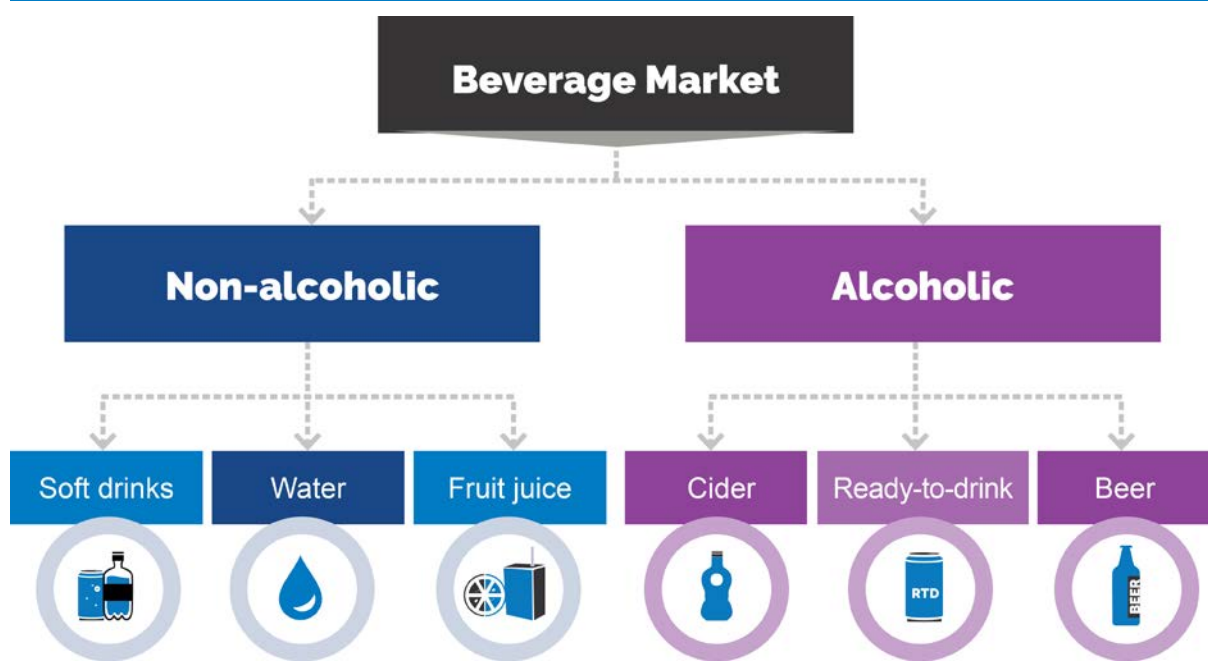 Beverage Market
Non-alcoholic
Alcoholic
Soft drinks
Water
Fruit juice
Cider
Ready-to-drink
Beer
RTD
BEER